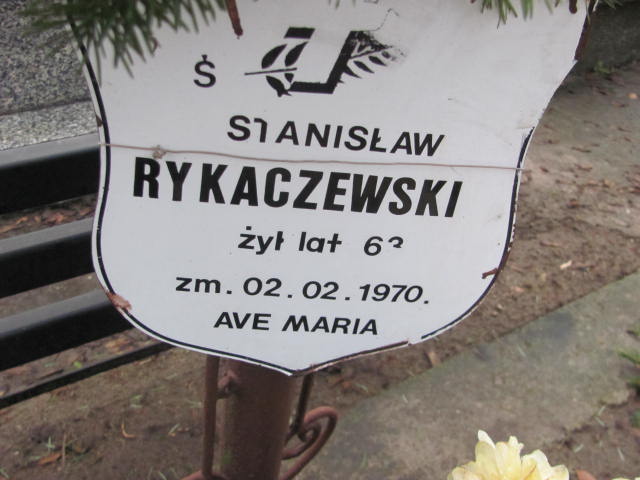 Ś
STANISŁAW
RYKACZEWSKI
żył lat 63
zm. 02.02.1970.
AVE MARIA